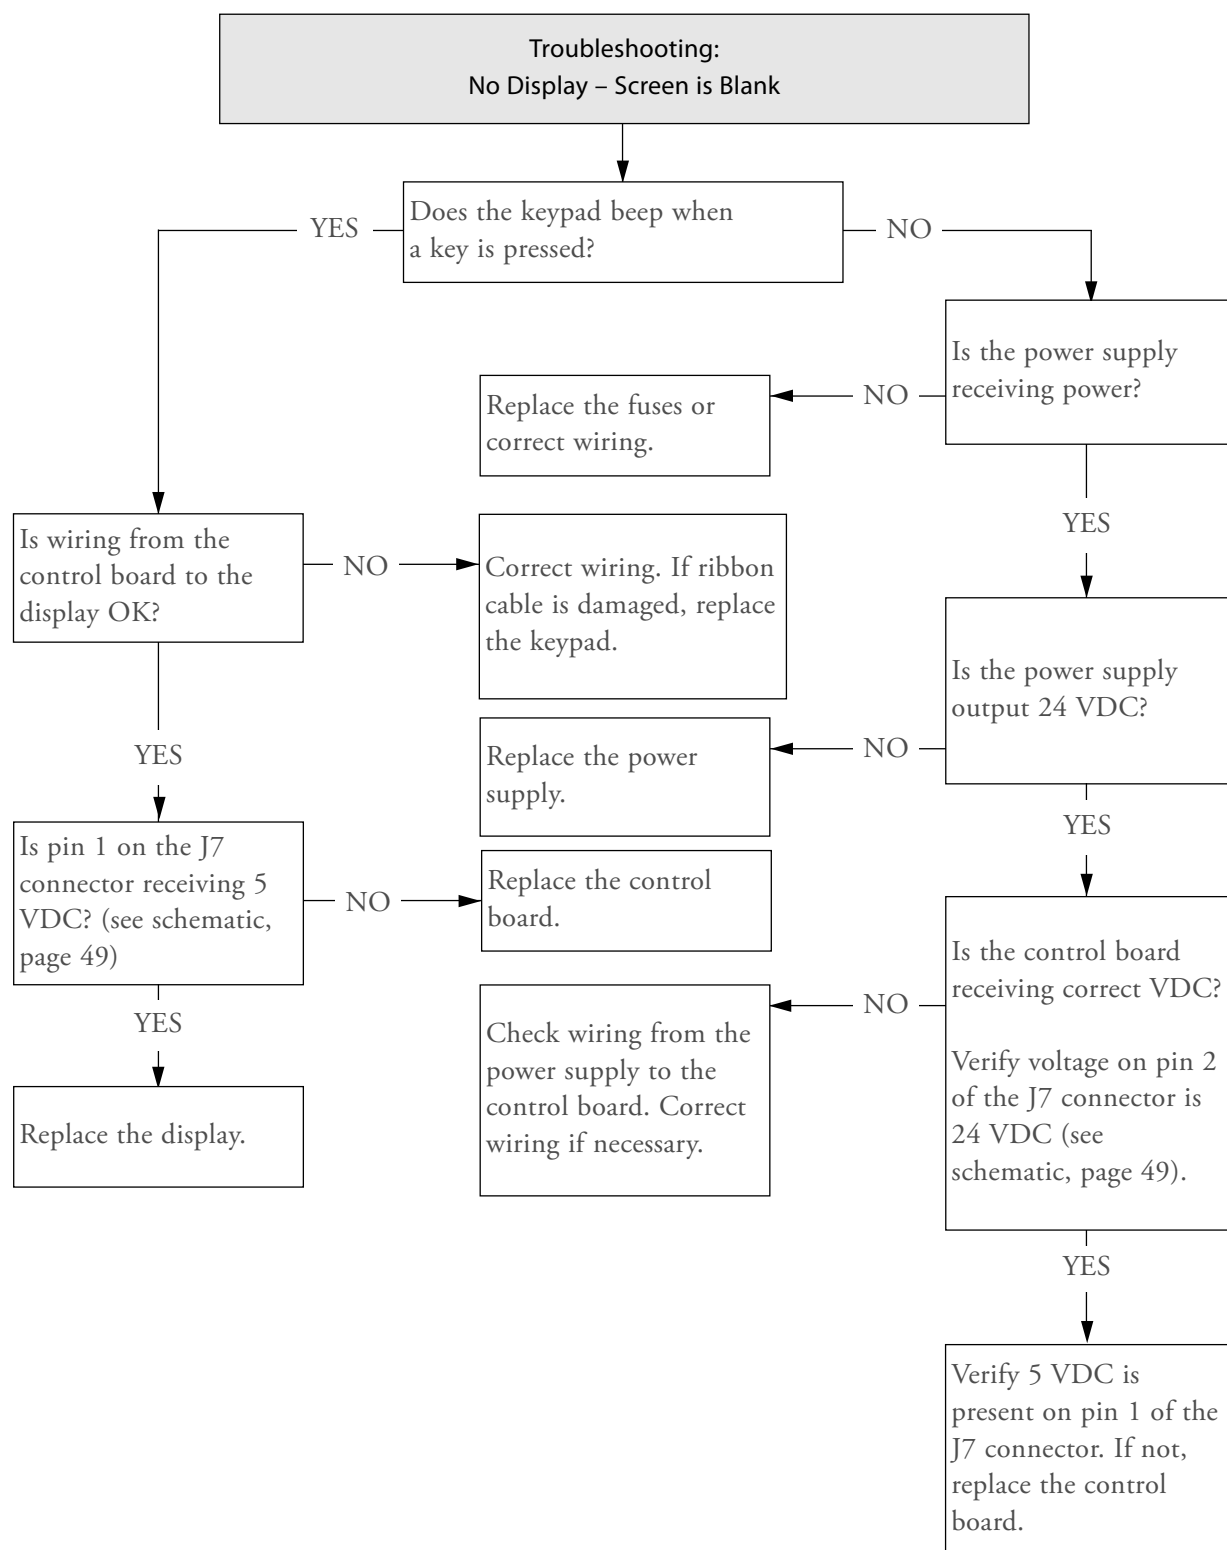 Troubleshooting:
No Display – Screen is Blank
Does the keypad beep when
a key is pressed?
YES
NO
Is the power supply
receiving power?
NO
Replace the fuses or
correct wiring.
YES
Is wiring from the
control board to the
display OK?
NO
Correct wiring. If ribbon
cable is damaged, replace
the keypad.
Is the power supply
output 24 VDC?
NO
Replace the power
supply.
YES
YES
Is pin 1 on the J7
connector receiving 5
VDC? (see schematic,
page 49)
NO
Replace the control
board.
Is the control board
receiving correct VDC?
Verify voltage on pin 2
of the J7 connector is
24 VDC (see
schematic, page 49).
NO
Check wiring from the
power supply to the
control board. Correct
wiring if necessary.
YES
Replace the display.
YES
Verify 5 VDC is
present on pin 1 of the
J7 connector. If not,
replace the control
board.